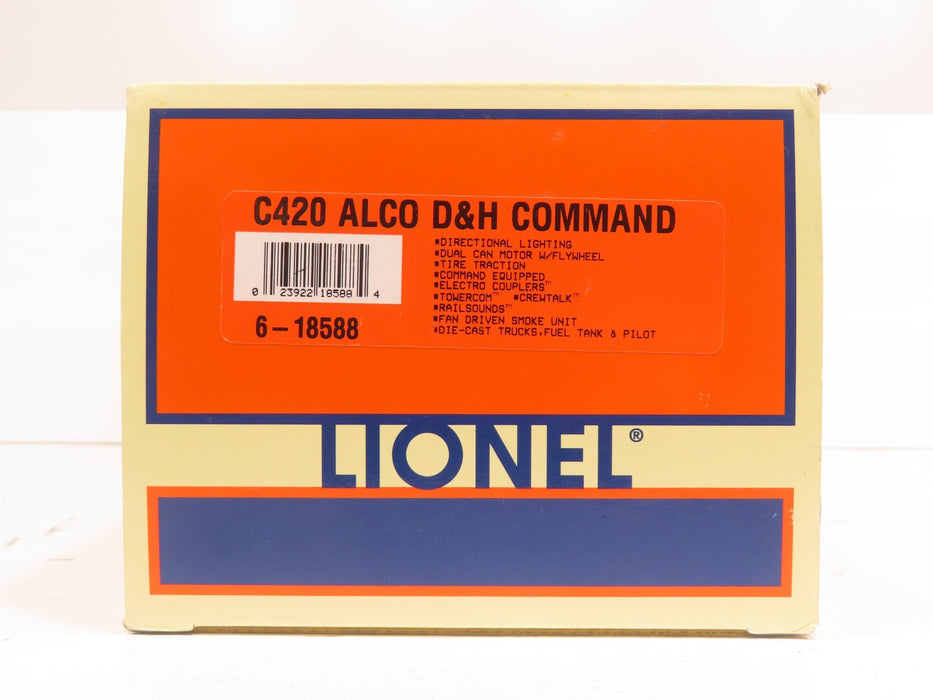 C420 ALCO D&H COMMAND
▪DIRECTIONAL LIGHTING
▪DUAL CAN MOTOR W/FLYWHEEL
▪TIRE TRACTION
▪COMMAND EQUIPPED
▪ELECTRO COUPLERS™
▪TOWERCOM™ ▪CREWTALK™
▪RAILSOUNDS™
▪FAN DRIVEN SMOKE UNIT
▪DIE-CAST TRUCKS, FUEL TANK & PILOT
0 23922 18588 4
6-18588
LIONEL®